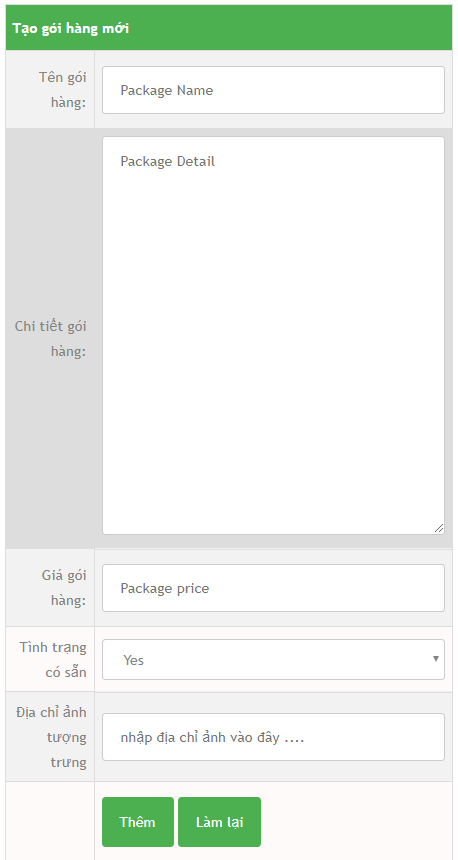 Tạo gói hàng mới
Tên gói
hàng:
Package Name
Package Detail
Chi tiết gói
hàng:
Giá gói
hàng:
Package price
Tình trạng
có sẵn
Yes
Địa chỉ ảnh
tượng
trưng
nhập địa chỉ ảnh vào đây ....
Thêm
Làm lại